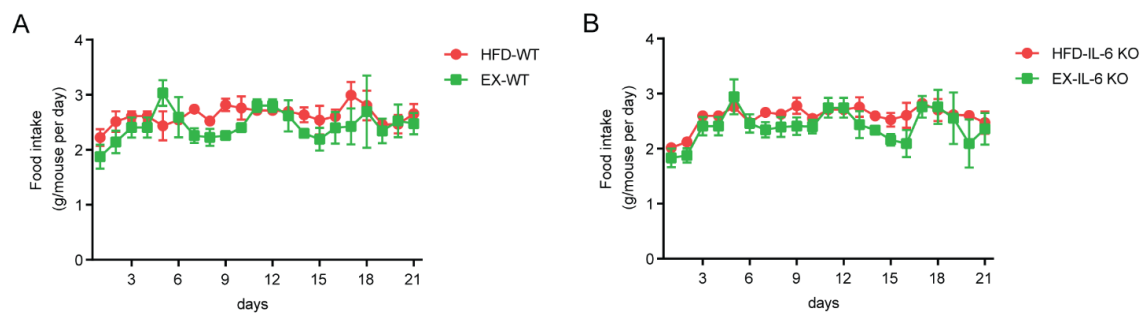 A
Food intake
(g/mouse per day)
4
3
2
1
0
3 6 9 12 15 18 21
days
HFD-WT
EX-WT
B
Food intake
(g/mouse per day)
4
3
2
1
0
3 6 9 12 15 18 21
days
HFD-IL-6 KO
EX-IL-6 KO